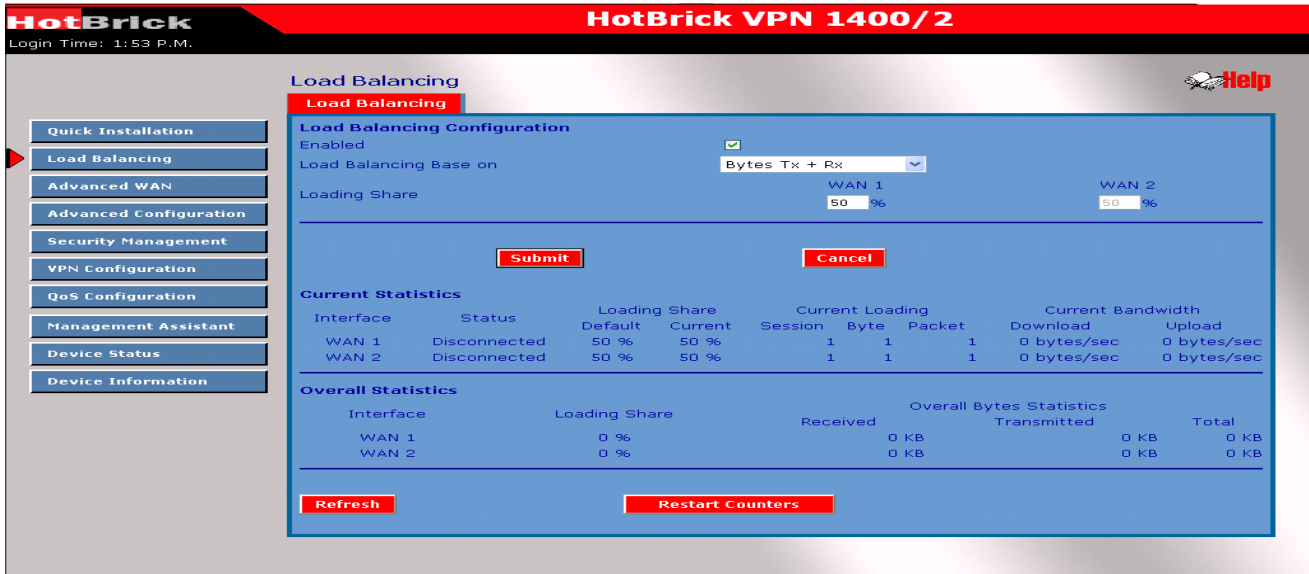 HotBrick
HotBrick VPN 1400/2
Login Time: 1:53 P.M.
Load Balancing
Help
Load Balancing
Quick Installation
Load Balancing
Advanced WAN
Advanced Configuration
Security Management
VPN Configuration
QoS Configuration
Management Assistant
Device Status
Device Information
Load Balancing Configuration
Enabled
Load Balancing Base on Bytes Tx + Rx
WAN 1 WAN 2
Loading Share 50 % 50 %
Submit Cancel
Current Statistics
Interface Status Loading Share Current Loading Current Bandwidth
Default Current Session Byte Packet Download Upload
WAN 1 Disconnected 50 % 50 % 1 1 1 0 bytes/sec 0 bytes/sec
WAN 2 Disconnected 50 % 50 % 1 1 1 0 bytes/sec 0 bytes/sec
Overall Statistics
Interface Loading Share Overall Bytes Statistics
Received Transmitted Total
WAN 1 0 % 0 KB 0 KB 0 KB
WAN 2 0 % 0 KB 0 KB 0 KB
Refresh Restart Counters